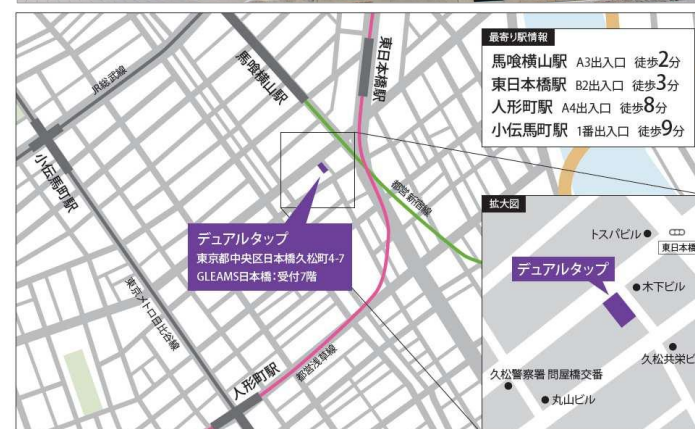 最寄り駅情報
馬喰横山駅 A3出入口 徒歩2分
東日本橋駅 B2出入口 徒歩3分
人形町駅 A4出入口 徒歩8分
小伝馬町駅 1番出入口 徒歩9分
JR総武線
馬喰横山駅
東日本橋駅
小伝馬町駅
都営新宿線
デュアルタップ
東京都中央区日本橋久松町4-7
GLEAMS日本橋：受付7階
東京メトロ日比谷線
人形町駅
都営浅草線
拡大図
トスパビル
東日本橋
デュアルタップ
木下ビル
久松共栄ビ
久松警察署 問屋橋交番
丸山ビル